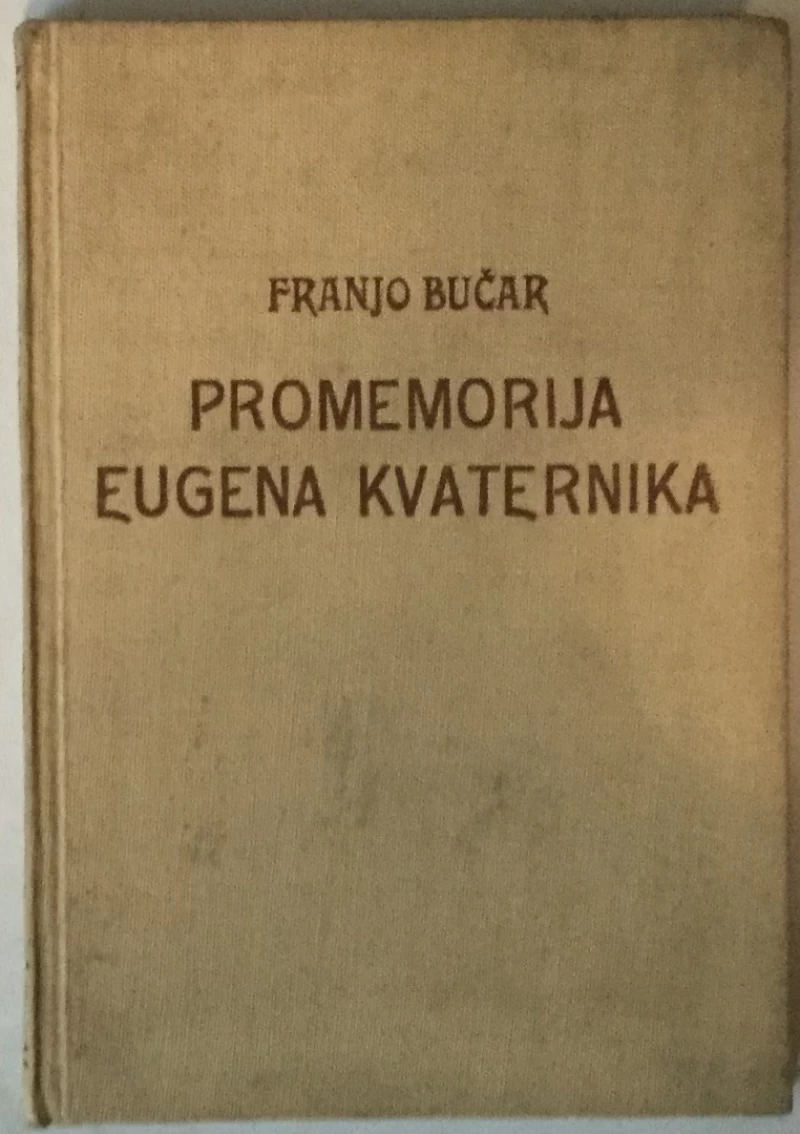 FRANJO BUČAR
PROMEMORIJA
EUGENA KVATERNIKA